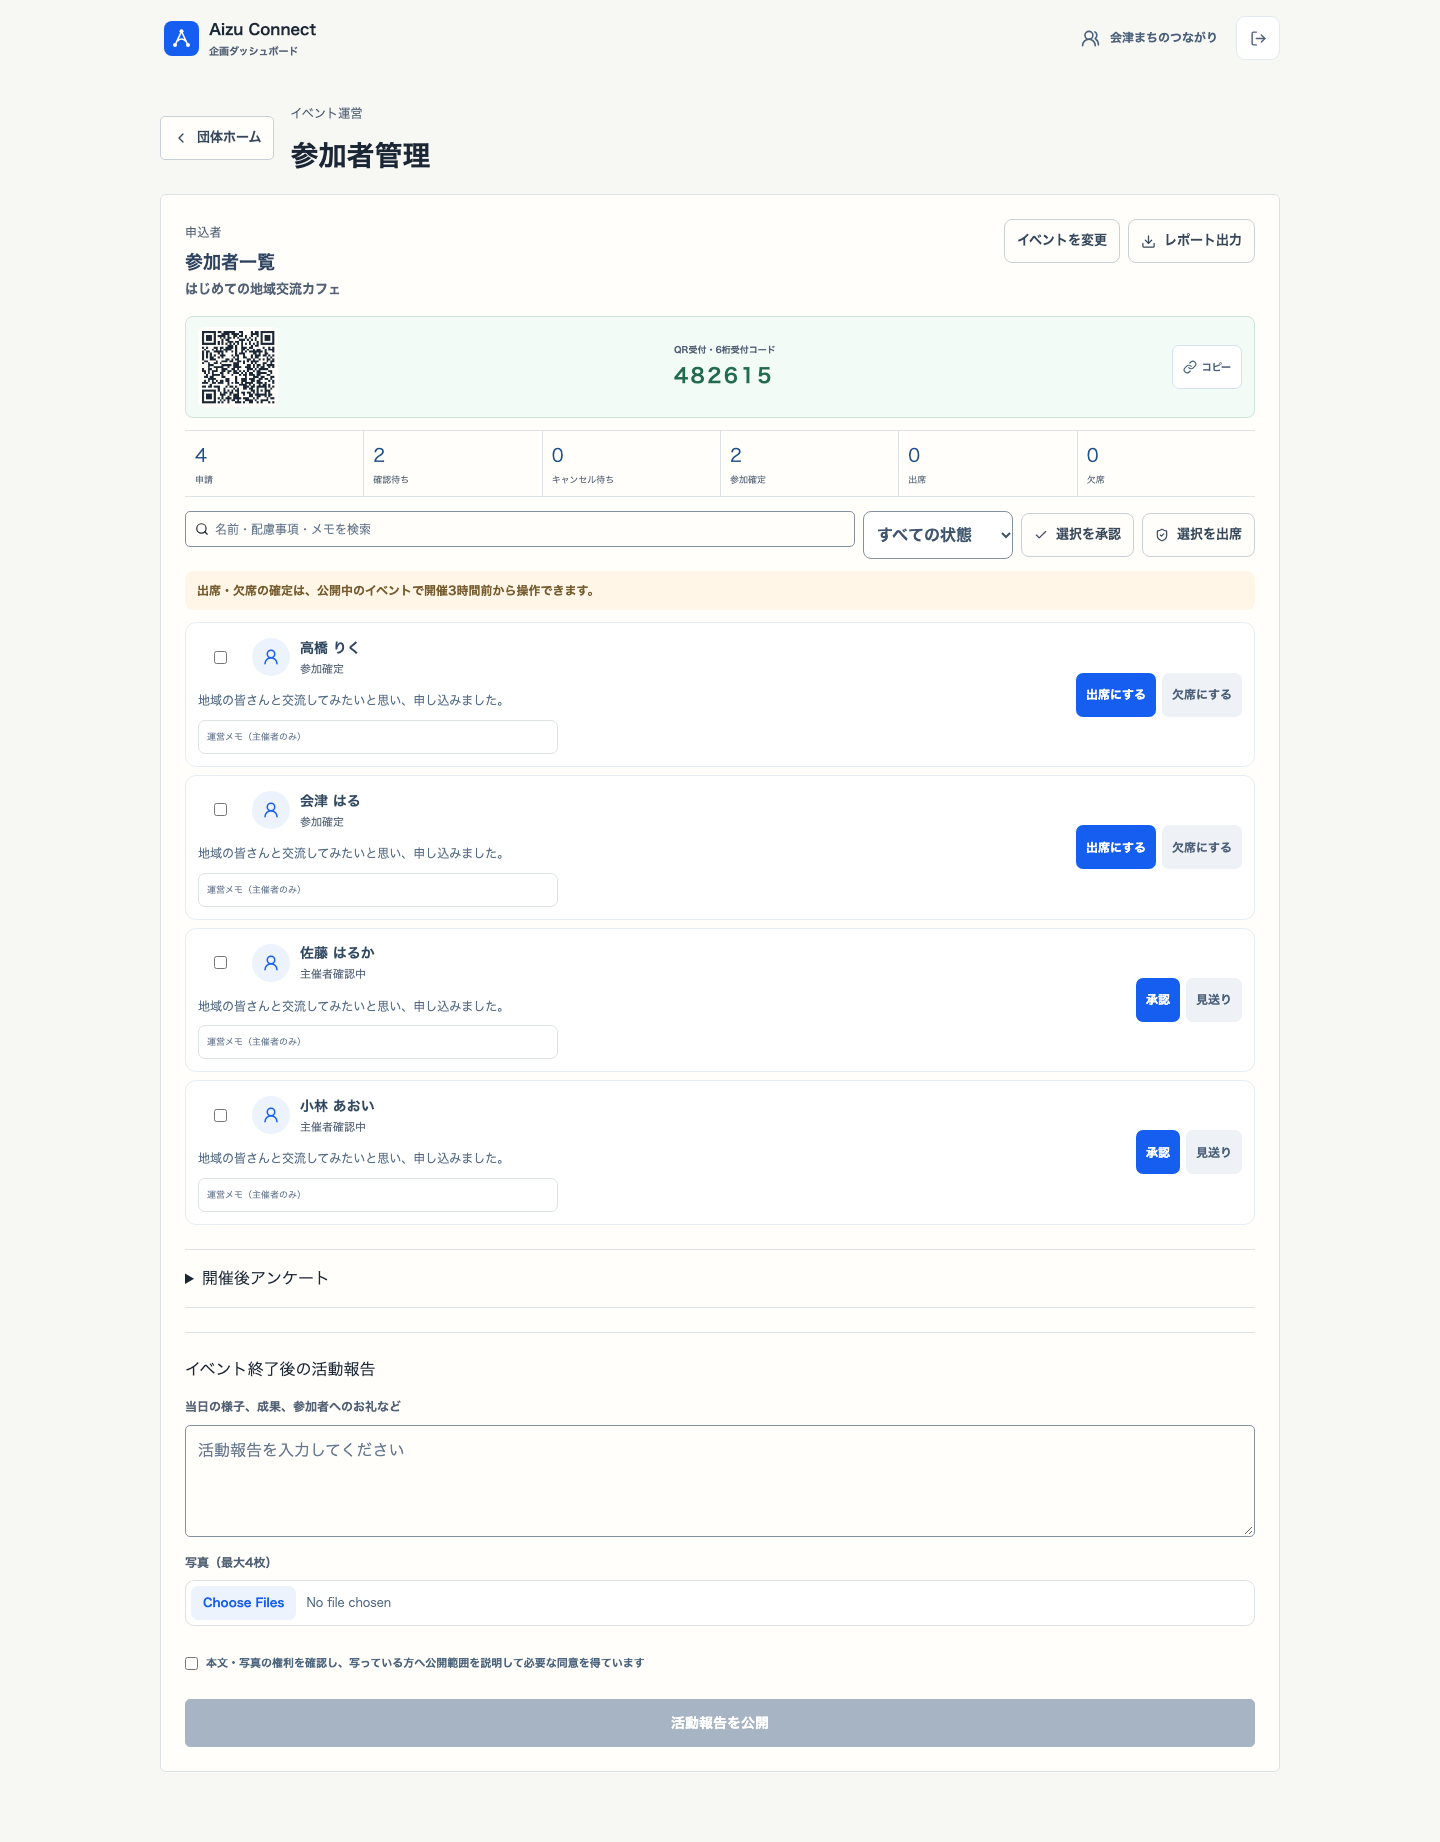 Aizu Connect
企画ダッシュボード
会津まちのつながり
団体ホーム
イベント運営
参加者管理
申込者
参加者一覧
はじめての地域交流カフェ
イベントを変更
レポート出力
QR受付・6桁受付コード
482615
コピー
4
申請
2
確認待ち
0
キャンセル待ち
2
参加確定
0
出席
0
欠席
名前・配慮事項・メモを検索
すべての状態
選択を承認
選択を出席
出席・欠席の確定は、公開中のイベントで開催3時間前から操作できます。
高橋 りく
参加確定
地域の皆さんと交流してみたいと思い、申し込みました。
運営メモ（主催者のみ）
出席にする
欠席にする
会津 はる
参加確定
地域の皆さんと交流してみたいと思い、申し込みました。
運営メモ（主催者のみ）
出席にする
欠席にする
佐藤 はるか
主催者確認中
地域の皆さんと交流してみたいと思い、申し込みました。
運営メモ（主催者のみ）
承認
見送り
小林 あおい
主催者確認中
地域の皆さんと交流してみたいと思い、申し込みました。
運営メモ（主催者のみ）
承認
見送り
開催後アンケート
イベント終了後の活動報告
当日の様子、成果、参加者へのお礼など
活動報告を入力してください
写真（最大4枚）
Choose Files No file chosen
本文・写真の権利を確認し、写っている方へ公開範囲を説明して必要な同意を得ています
活動報告を公開